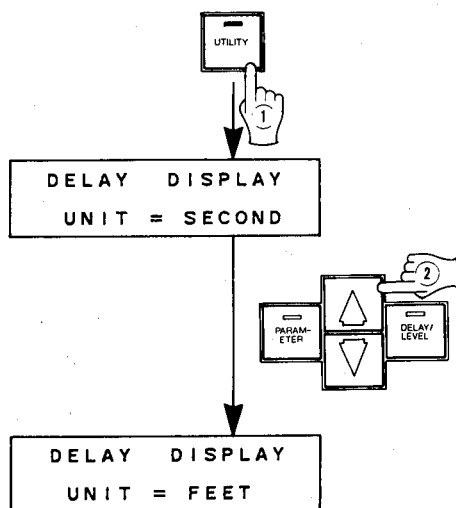 UTILITY
1
DELAY DISPLAY
UNIT = SECOND
2
PARAM-
ETER
DELAY/
LEVEL
DELAY DISPLAY
UNIT = FEET